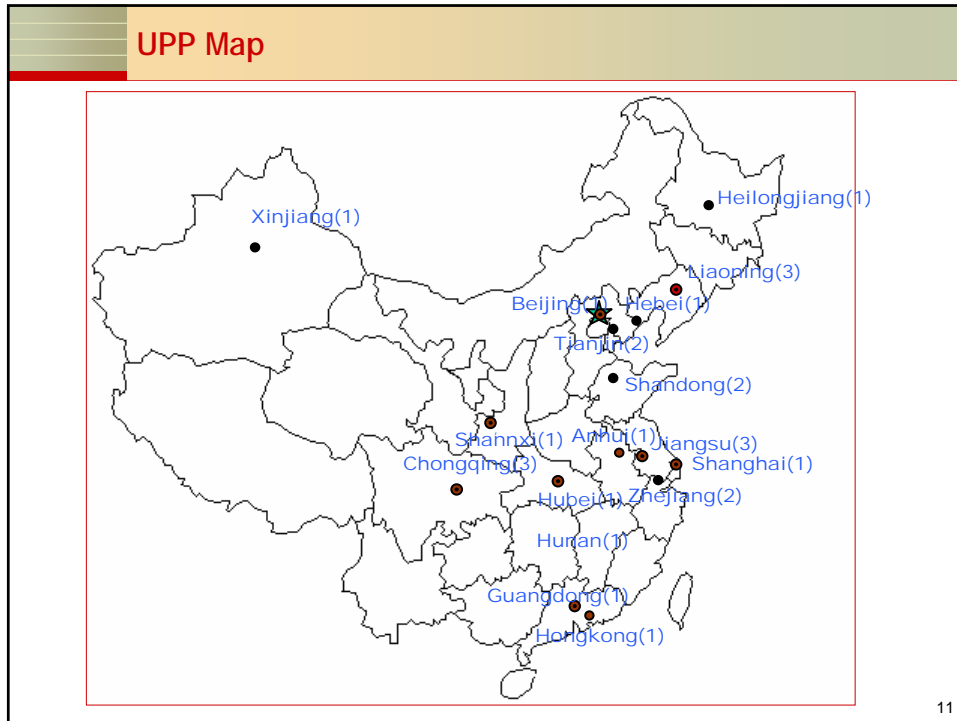 UPP Map
Heilongjiang(1)
Xinjiang(1)
Liaoning(3)
Beijing(1) Hebei(1)
Tianjin(2)
Shandong(2)
Shannxi(1) Anhui(1) Jiangsu(3)
Chongqing(3) Shanghai(1)
Hubei(1) Zhejiang(2)
Hunan(1)
Guangdong(1)
Hongkong(1)
11